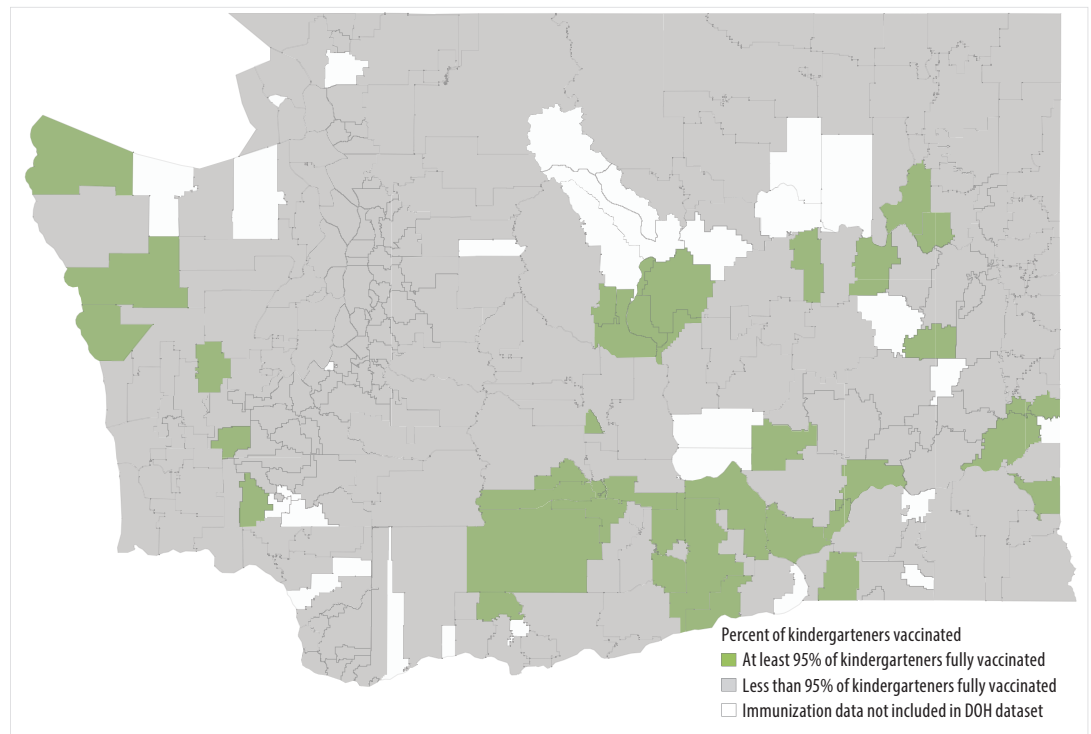 Percent of kindergarteners vaccinated
At least 95% of kindergarteners fully vaccinated
Less than 95% of kindergarteners fully vaccinated
Immunization data not included in DOH dataset